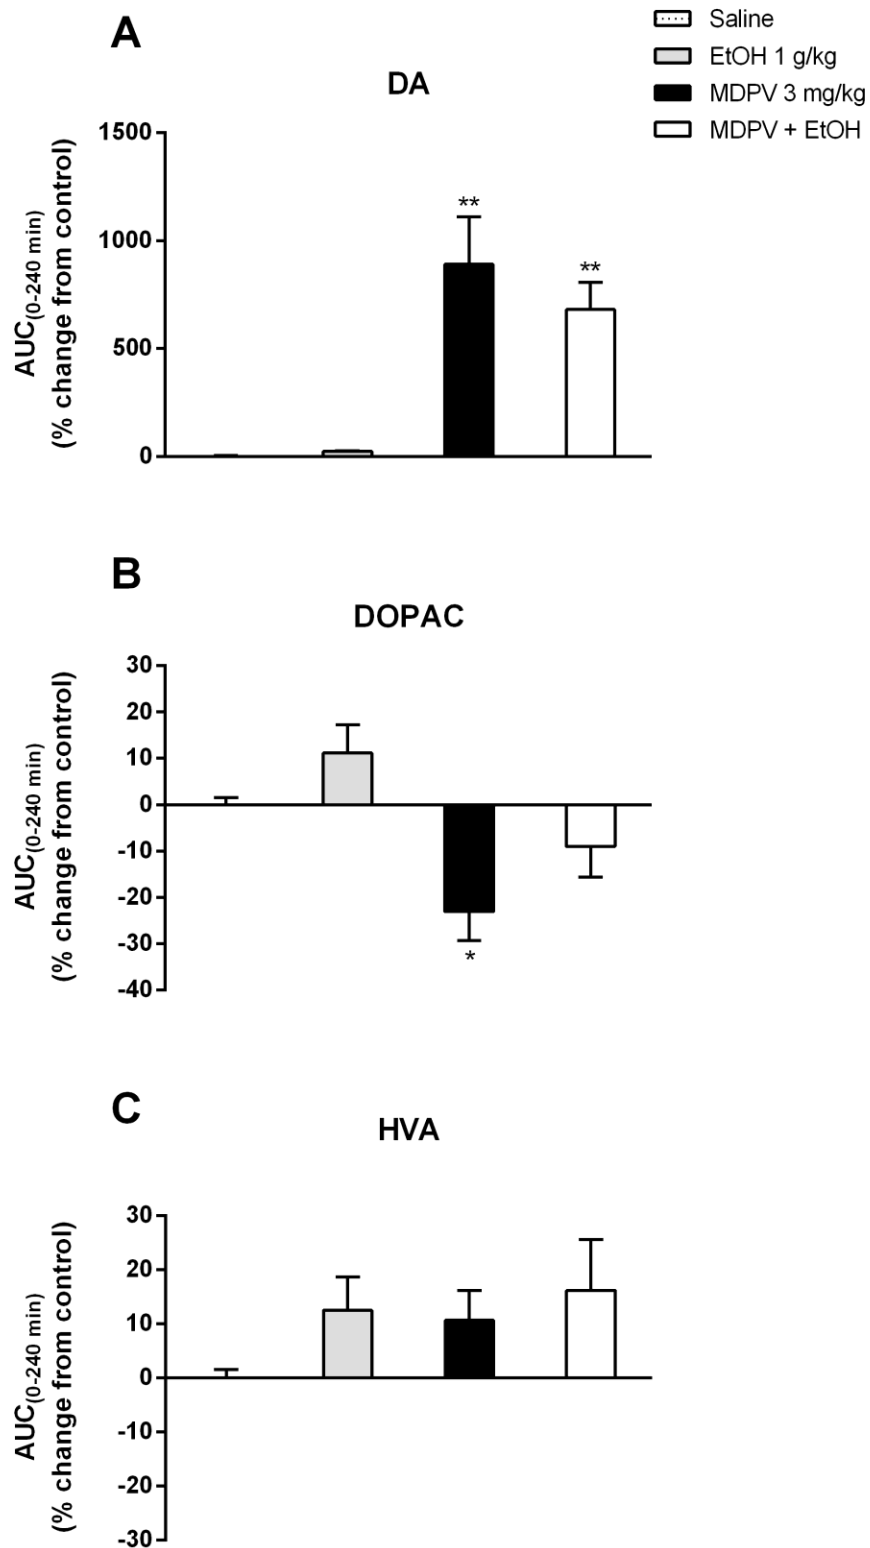 A
Saline
EtOH 1 g/kg
MDPV 3 mg/kg
MDPV + EtOH
DA
AUC(0-240 min)
(% change from control)
1500
1000
500
0
**
**
B
DOPAC
AUC(0-240 min)
(% change from control)
30
20
10
0
-10
-20
-30
-40
*
C
HVA
AUC(0-240 min)
(% change from control)
30
20
10
0
-10
-20
-30